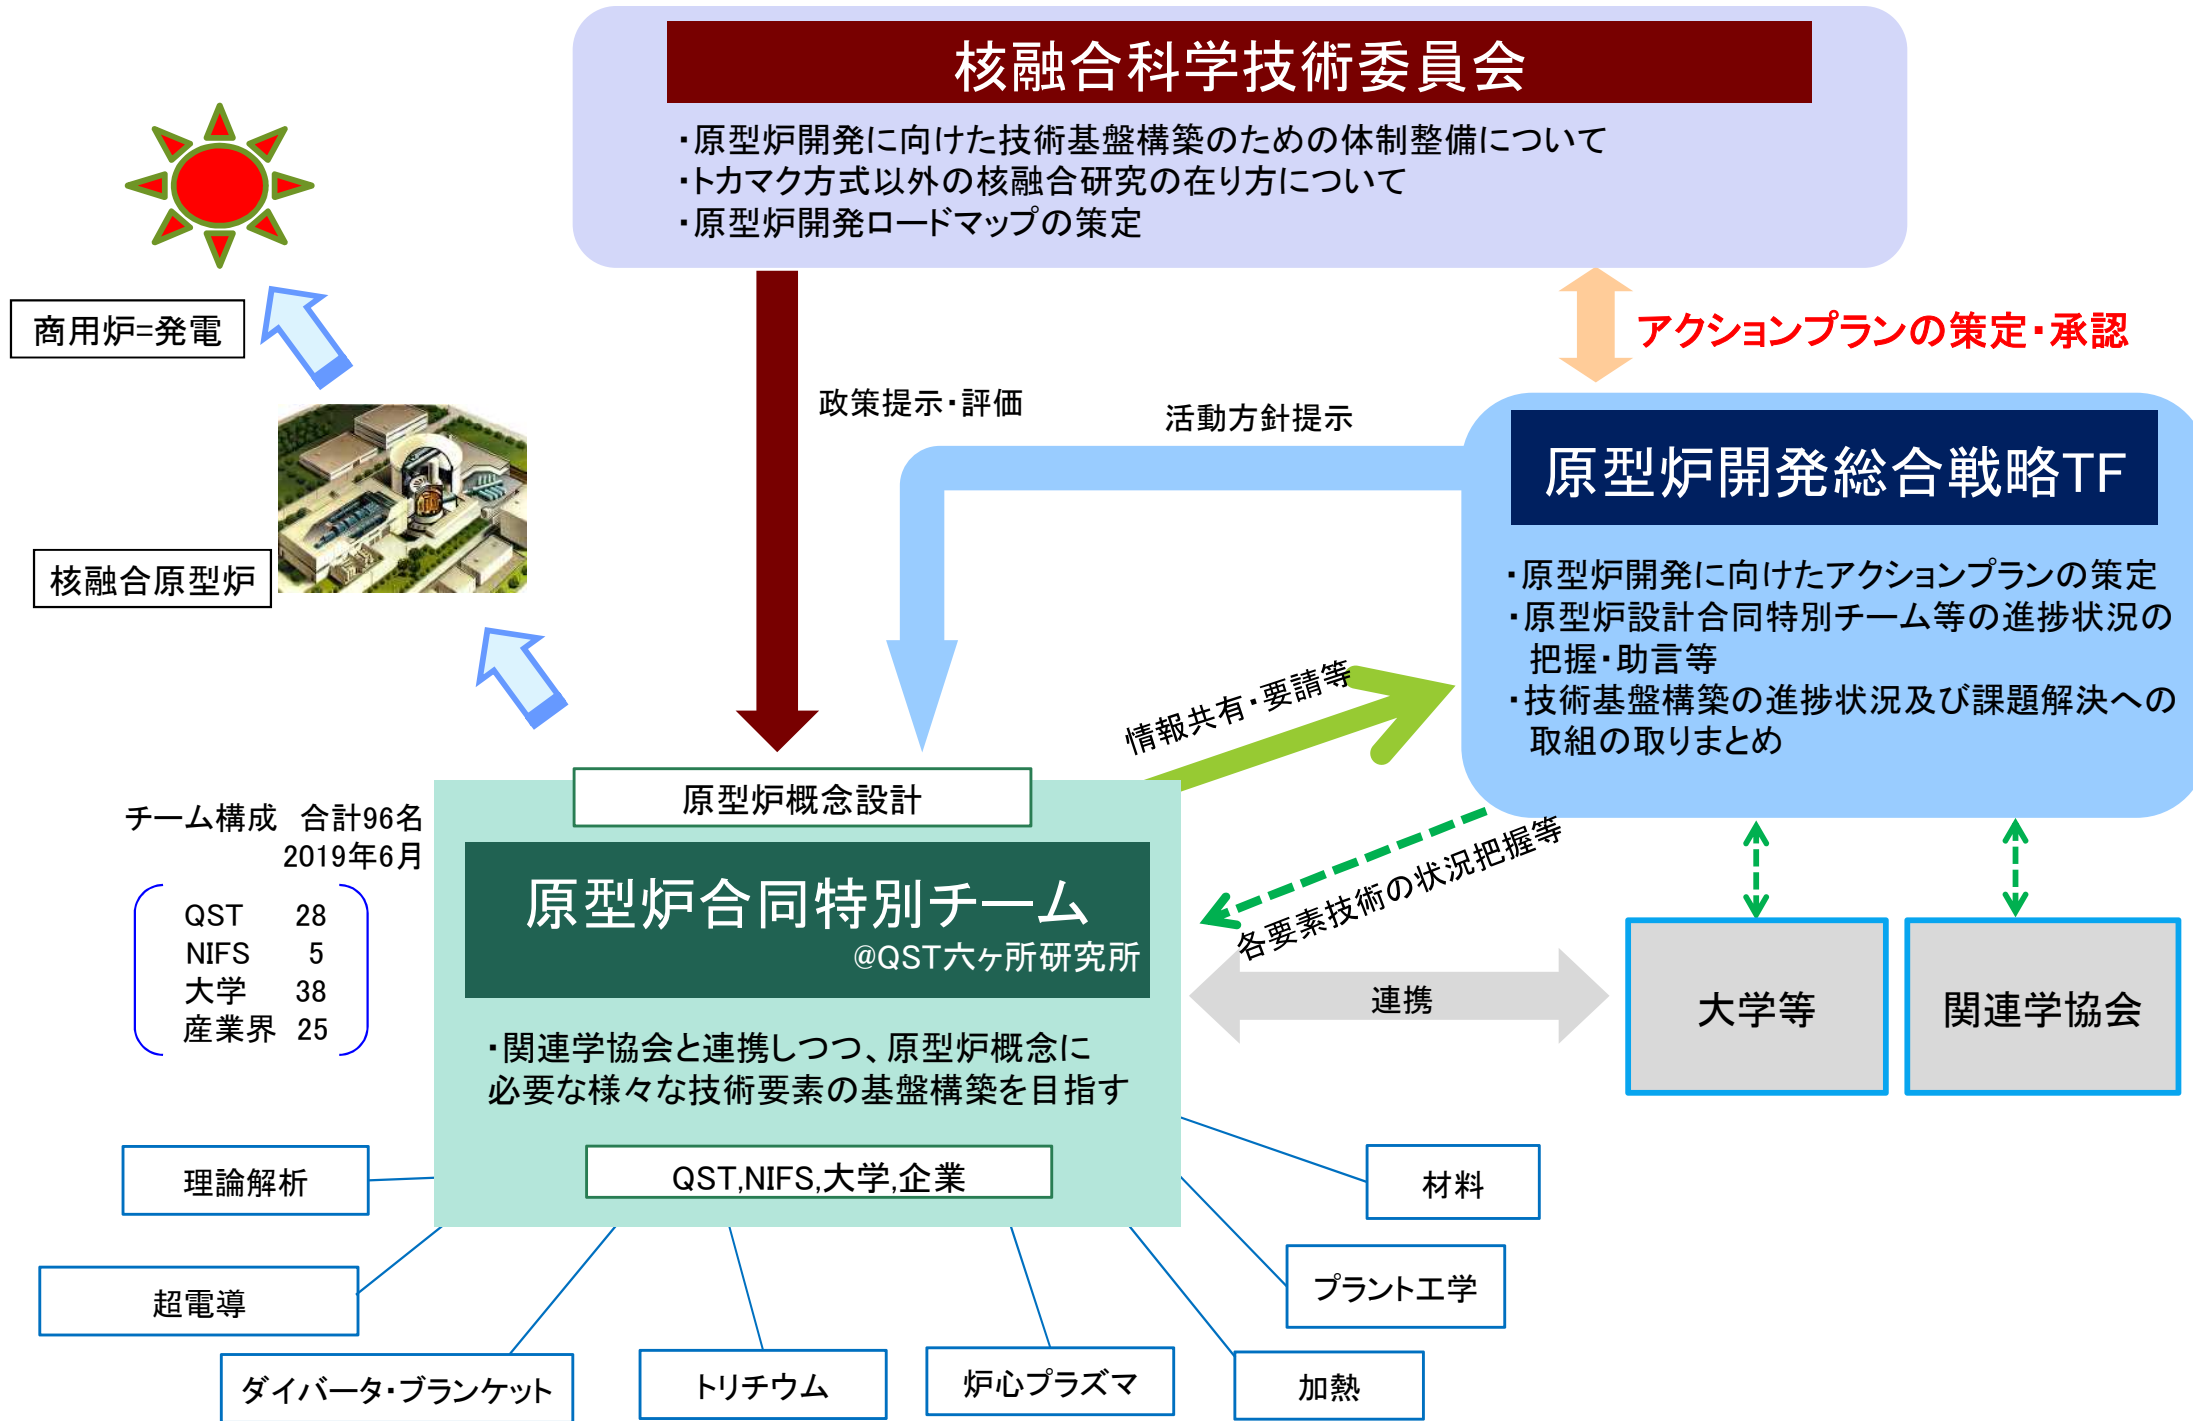 核融合科学技術委員会
・原型炉開発に向けた技術基盤構築のための体制整備について
・トカマク方式以外の核融合研究の在り方について
・原型炉開発ロードマップの策定
商用炉=発電
アクションプランの策定・承認
政策提示・評価
活動方針提示
原型炉開発総合戦略TF
・原型炉開発に向けたアクションプランの策定
・原型炉設計合同特別チーム等の進捗状況の
把握・助言等
・技術基盤構築の進捗状況及び課題解決への
取組の取りまとめ
核融合原型炉
情報共有・要請等
各要素技術の状況把握等
原型炉概念設計
チーム構成 合計96名
2019年6月
QST 28
NIFS 5
大学 38
産業界 25
原型炉合同特別チーム
@QST六ヶ所研究所
連携
大学等
関連学協会
・関連学協会と連携しつつ、原型炉概念に
必要な様々な技術要素の基盤構築を目指す
QST,NIFS,大学,企業
理論解析
材料
超電導
プラント工学
ダイバータ・ブランケット
トリチウム
炉心プラズマ
加熱